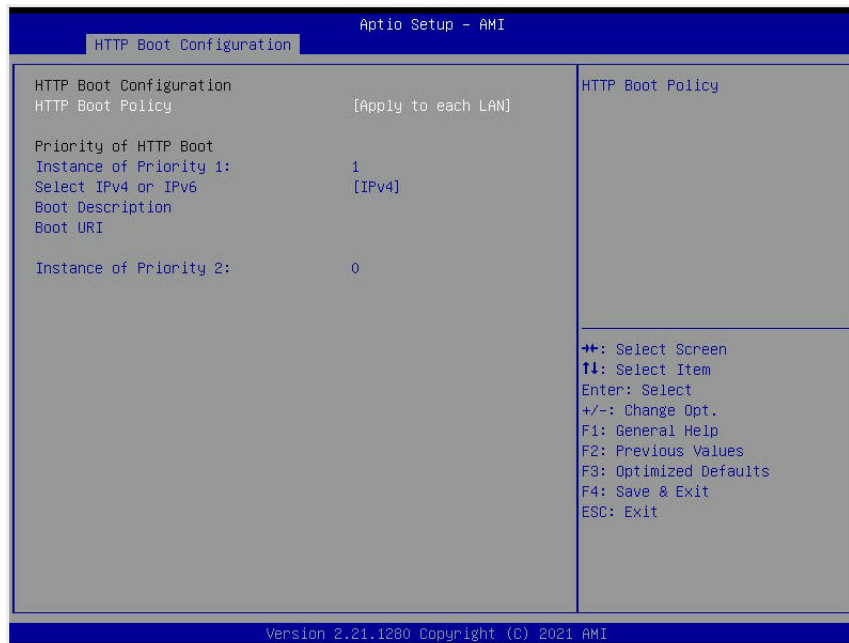 Aptio Setup – AMI
HTTP Boot Configuration
HTTP Boot Configuration
HTTP Boot Policy [Apply to each LAN]
Priority of HTTP Boot
Instance of Priority 1: 1
Select IPv4 or IPv6 [IPv4]
Boot Description
Boot URI
Instance of Priority 2: 0
HTTP Boot Policy
→←: Select Screen
↑↓: Select Item
Enter: Select
+/-: Change Opt.
F1: General Help
F2: Previous Values
F3: Optimized Defaults
F4: Save & Exit
ESC: Exit
Version 2.21.1280 Copyright (C) 2021 AMI